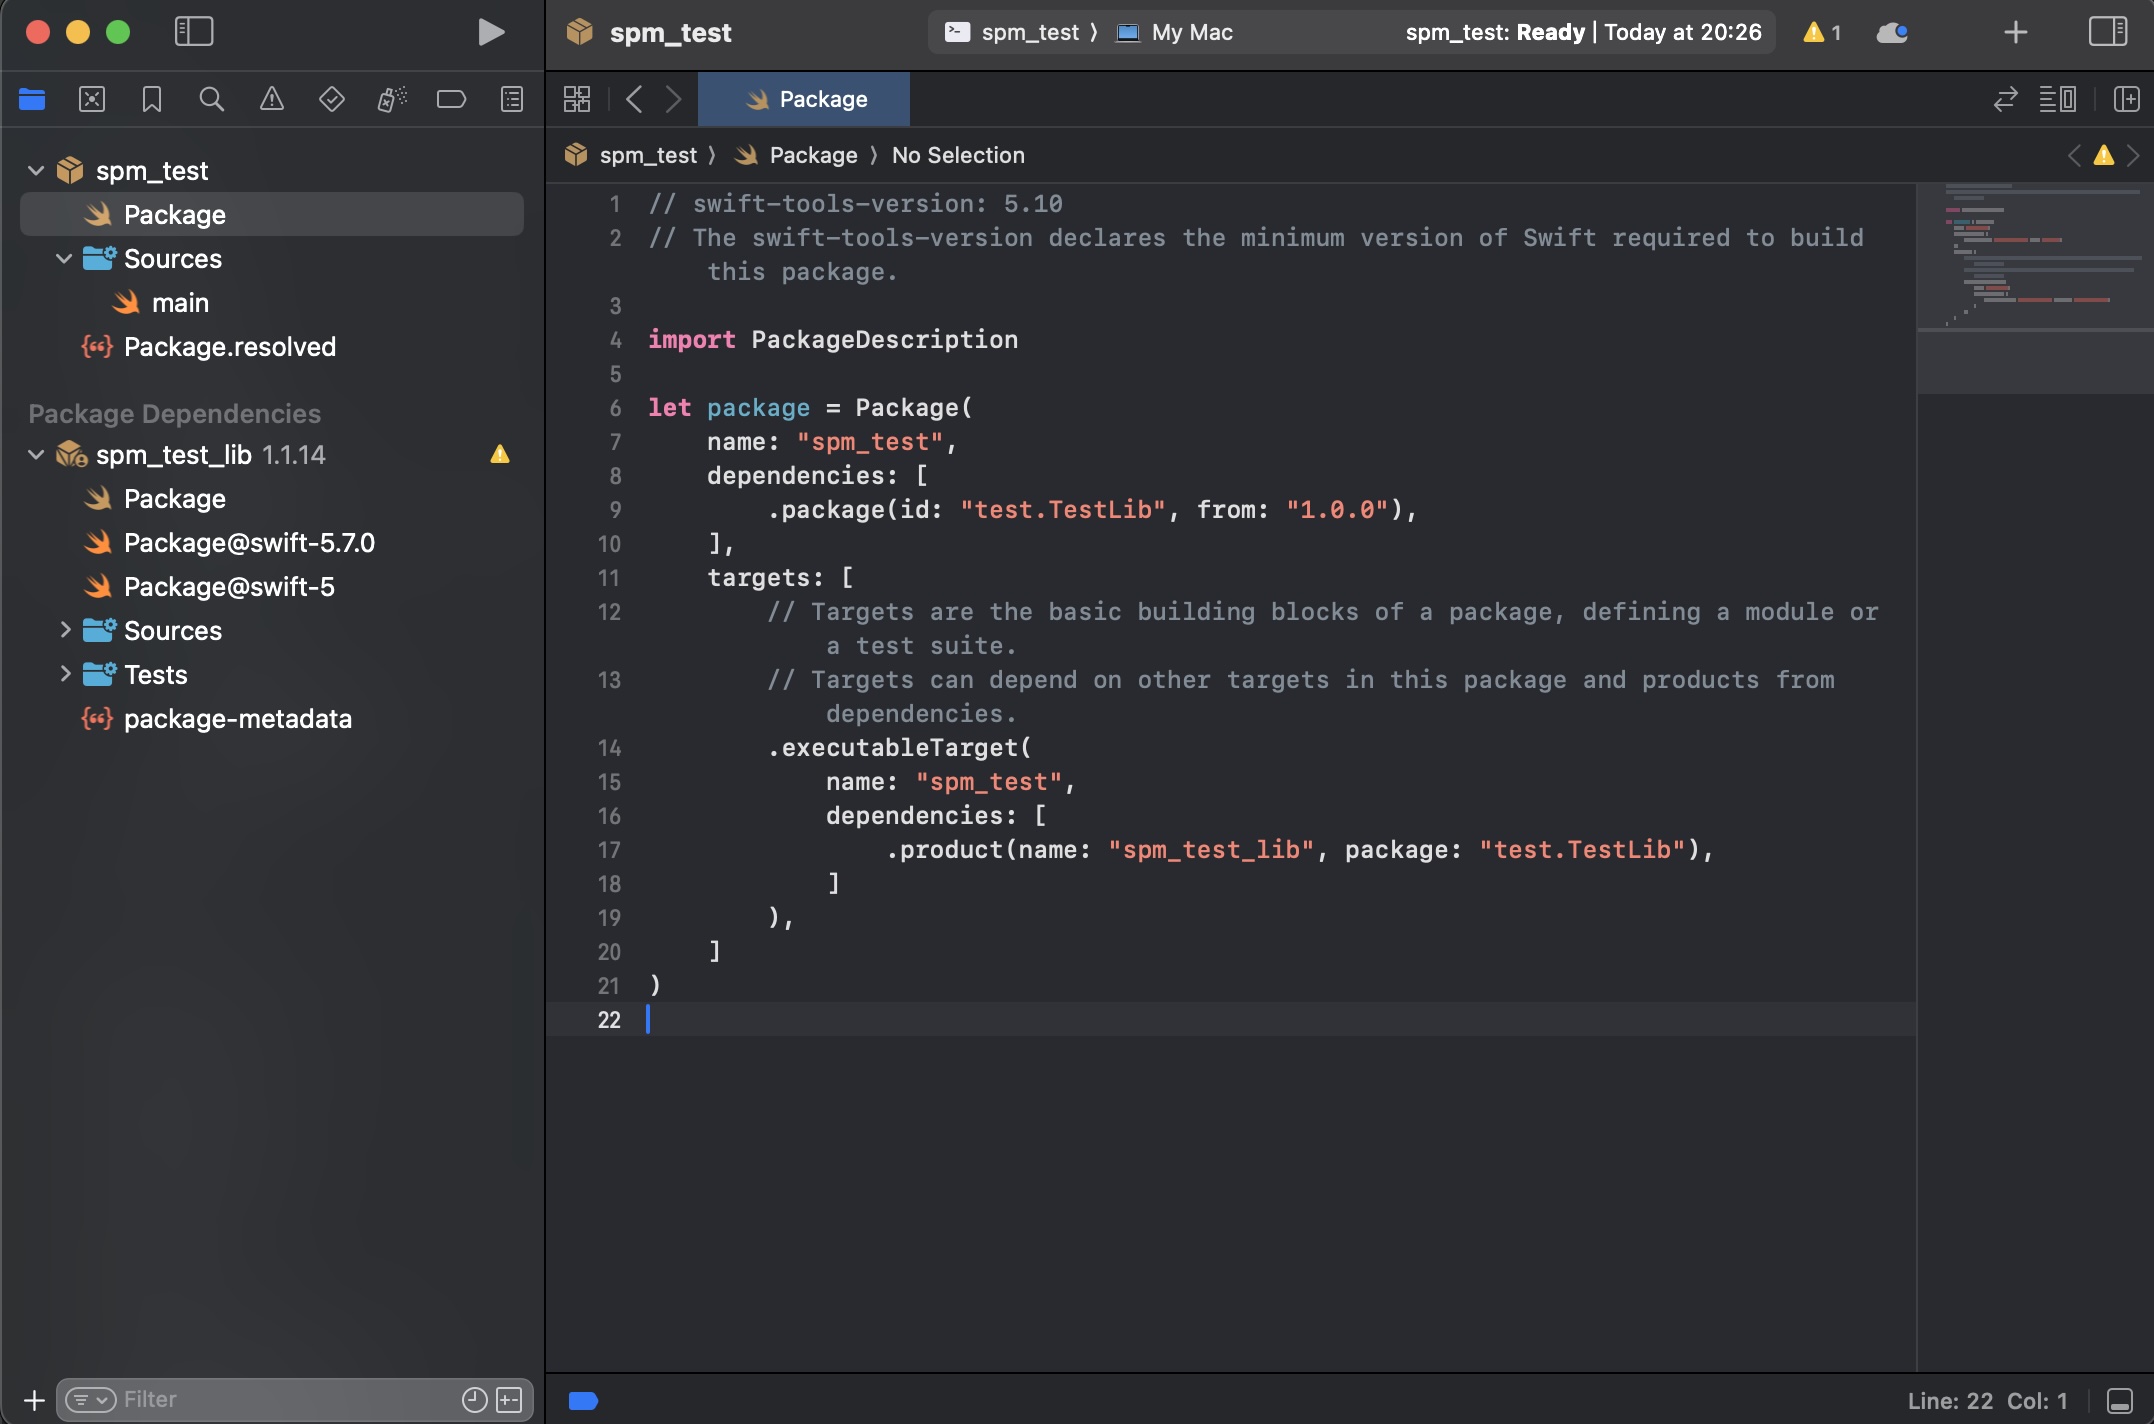 spm_test
spm_test ⟩ My Mac
spm_test: Ready | Today at 20:26
1
Package
spm_test
Package
Sources
main
Package.resolved
Package Dependencies
spm_test_lib 1.1.14
Package
Package@swift-5.7.0
Package@swift-5
Sources
Tests
package-metadata
Filter
spm_test ⟩ Package ⟩ No Selection
1 // swift-tools-version: 5.10
2 // The swift-tools-version declares the minimum version of Swift required to build
this package.
3
4 import PackageDescription
5
6 let package = Package(
7 name: "spm_test",
8 dependencies: [
9 .package(id: "test.TestLib", from: "1.0.0"),
10 ],
11 targets: [
12 // Targets are the basic building blocks of a package, defining a module or
a test suite.
13 // Targets can depend on other targets in this package and products from
dependencies.
14 .executableTarget(
15 name: "spm_test",
16 dependencies: [
17 .product(name: "spm_test_lib", package: "test.TestLib"),
18 ]
19 ),
20 ]
21 )
22
Line: 22 Col: 1